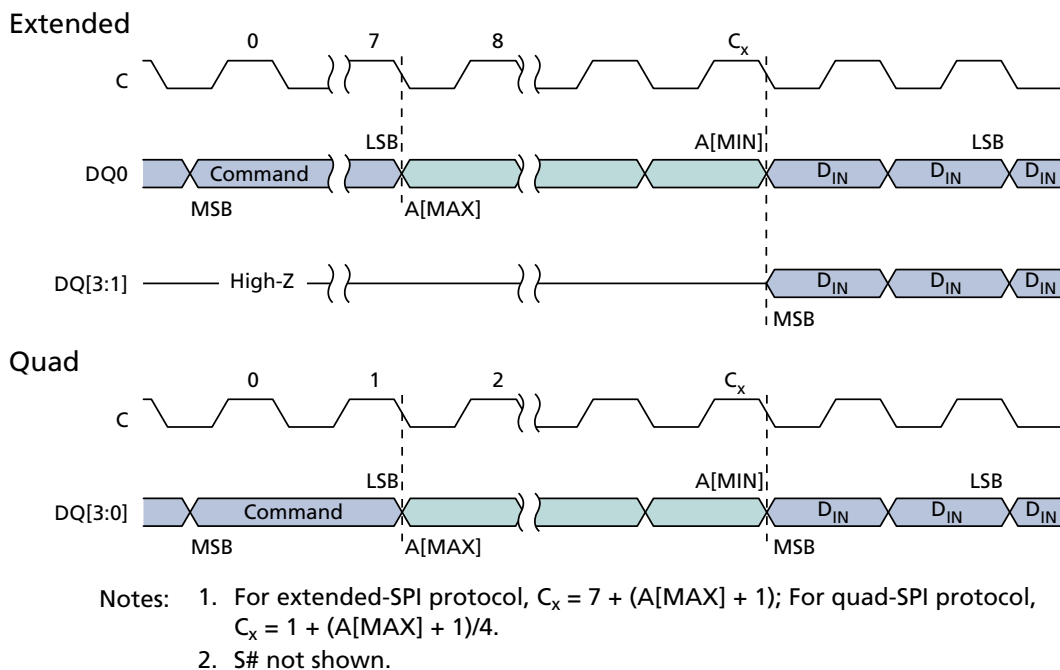 Extended
0 7 8 Cx
C
LSB A[MIN] LSB
DQ0 Command DIN DIN DIN
MSB A[MAX]
DQ[3:1] High-Z DIN DIN DIN
MSB
Quad
0 1 2 Cx
C
LSB A[MIN] LSB
DQ[3:0] Command DIN DIN DIN
MSB A[MAX] MSB
Notes: 1. For extended-SPI protocol, Cx = 7 + (A[MAX] + 1); For quad-SPI protocol,
Cx = 1 + (A[MAX] + 1)/4.
2. S# not shown.